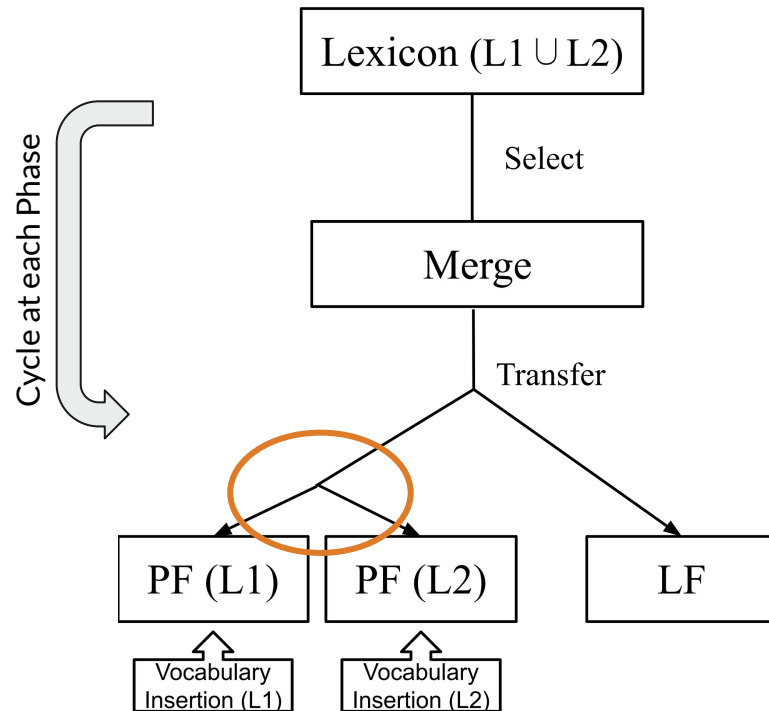 Lexicon (L1 ∪ L2)
Cycle at each Phase
Select
Merge
Transfer
PF (L1)
PF (L2)
LF
Vocabulary
Insertion (L1)
Vocabulary
Insertion (L2)